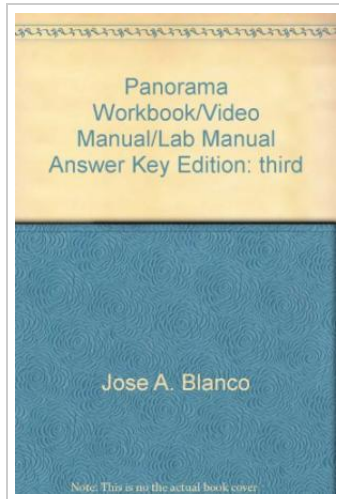 Panorama
Workbook/Video
Manual/Lab Manual
Answer Key Edition: third
Jose A. Blanco
Note: This is no the actual book cover